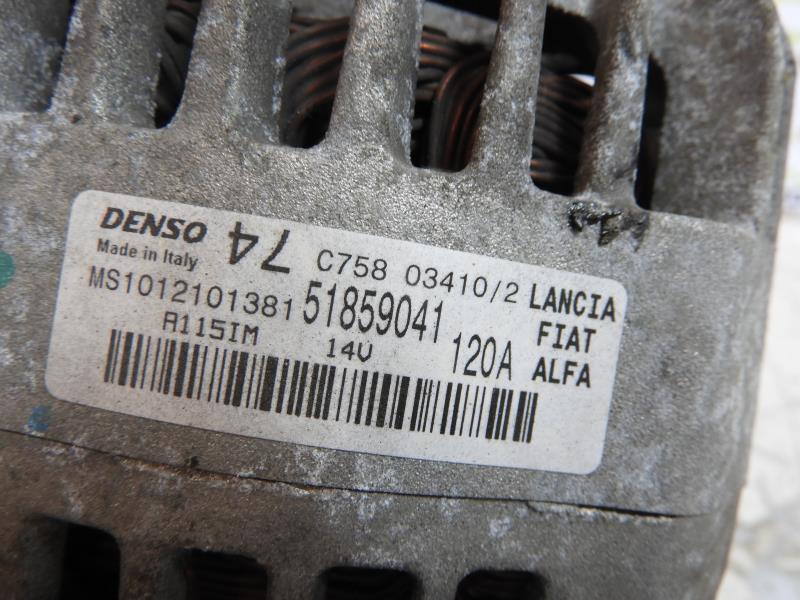 DENSO 74 C758 03410/2 LANCIA
Made in Italy
MS1012101381 51859041 120A FIAT
A115IM 14V ALFA